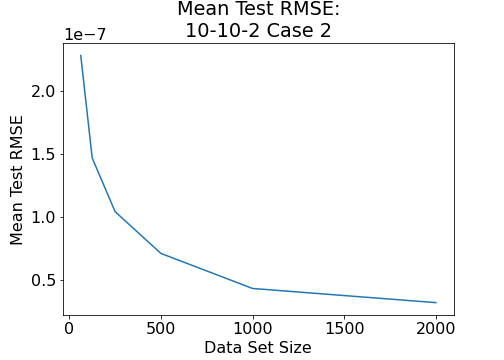 Mean Test RMSE:
10-10-2 Case 2
1e−7
2.0
1.5
1.0
0.5
Mean Test RMSE
0 500 1000 1500 2000
Data Set Size